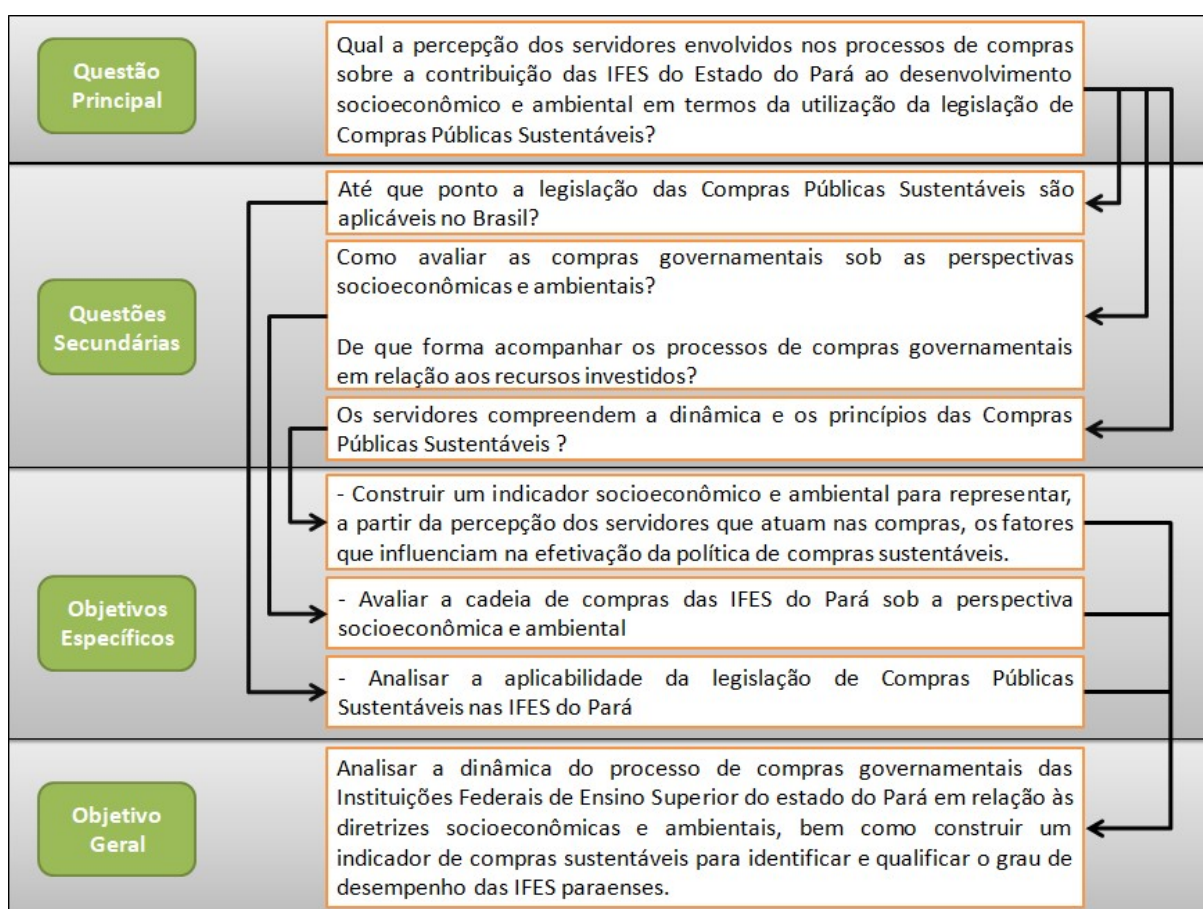 Questão
Principal
Qual a percepção dos servidores envolvidos nos processos de compras
sobre a contribuição das IFES do Estado do Pará ao desenvolvimento
socioeconômico e ambiental em termos da utilização da legislação de
Compras Públicas Sustentáveis?
Questões
Secundárias
Até que ponto a legislação das Compras Públicas Sustentáveis são
aplicáveis no Brasil?
Como avaliar as compras governamentais sob as perspectivas
socioeconômicas e ambientais?
De que forma acompanhar os processos de compras governamentais
em relação aos recursos investidos?
Os servidores compreendem a dinâmica e os princípios das Compras
Públicas Sustentáveis ?
Objetivos
Específicos
- Construir um indicador socioeconômico e ambiental para representar,
a partir da percepção dos servidores que atuam nas compras, os fatores
que influenciam na efetivação da política de compras sustentáveis.
- Avaliar a cadeia de compras das IFES do Pará sob a perspectiva
socioeconômica e ambiental
- Analisar a aplicabilidade da legislação de Compras Públicas
Sustentáveis nas IFES do Pará
Objetivo
Geral
Analisar a dinâmica do processo de compras governamentais das
Instituições Federais de Ensino Superior do estado do Pará em relação às
diretrizes socioeconômicas e ambientais, bem como construir um
indicador de compras sustentáveis para identificar e qualificar o grau de
desempenho das IFES paraenses.